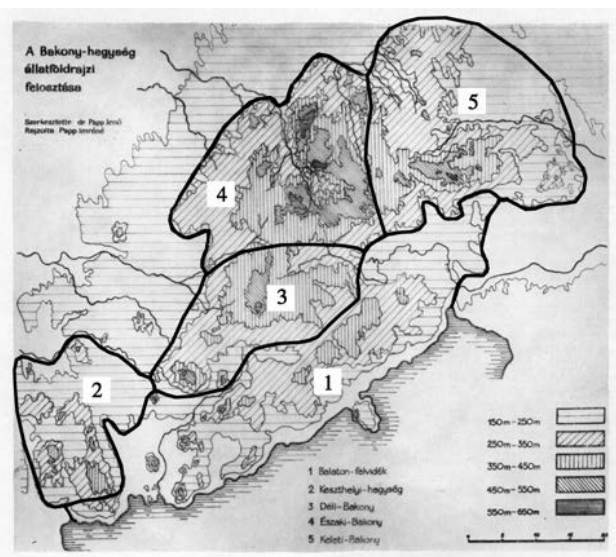 A Bakony-hegység
állatföldrajzi
felosztása
Szerkesztette: dr Papp Jenő
Rajzolta: Papp Jenőné
5
4
3
2
1
150m-250m
250m-350m
350m-450m
450m-550m
550m-650m
1 Balaton-felvidék
2 Keszthelyi-hegység
3 Déli-Bakony
4 Északi-Bakony
5 Keleti-Bakony